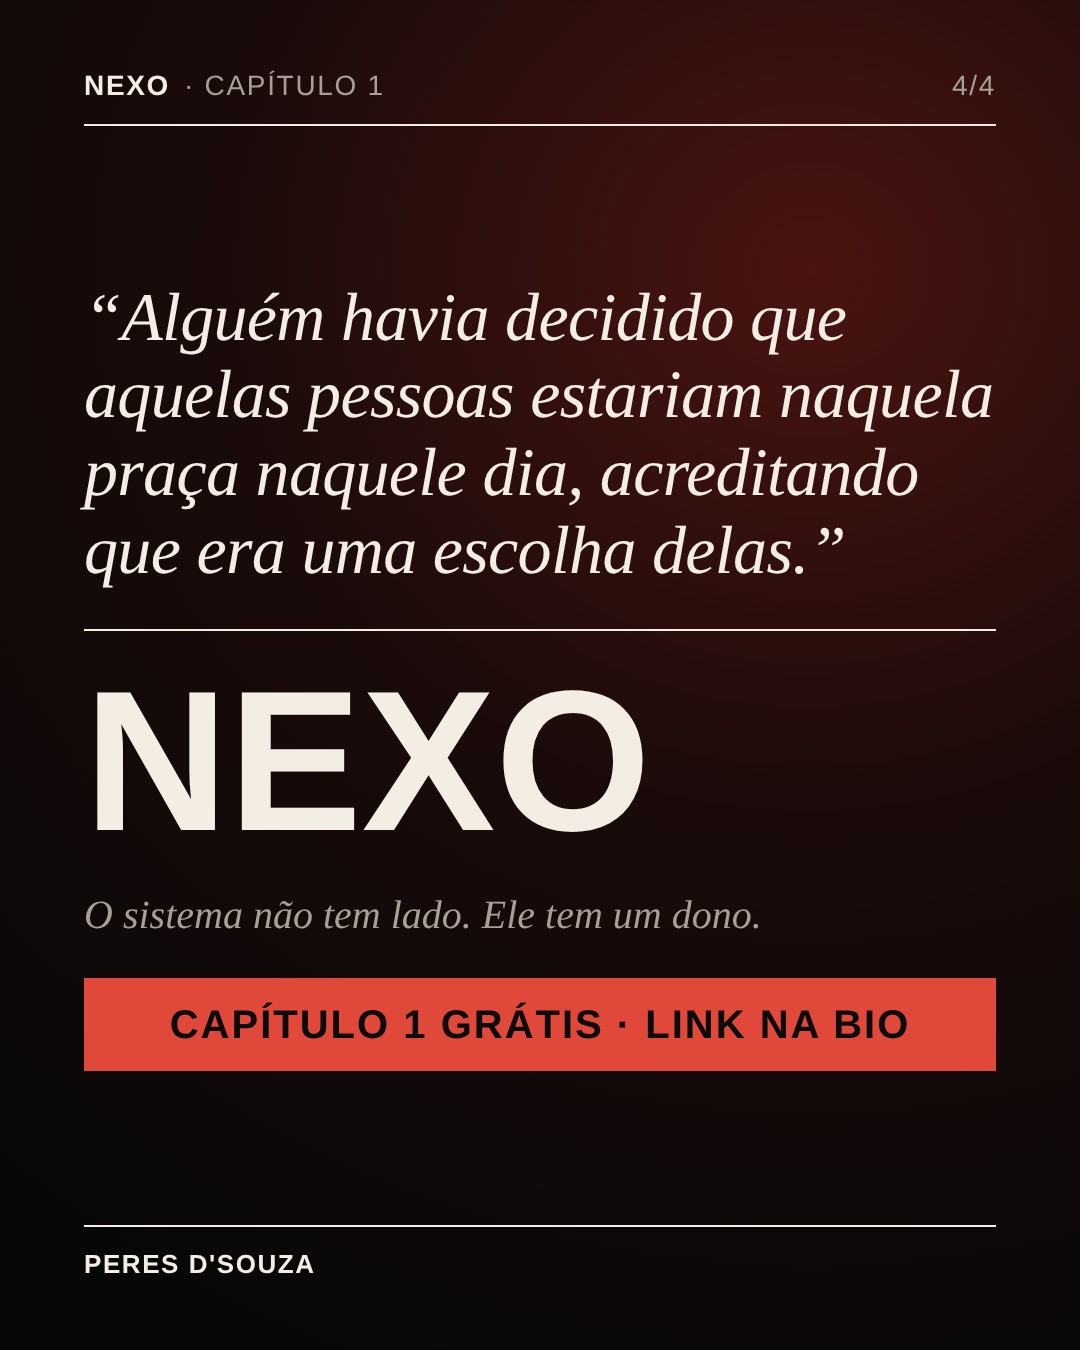 NEXO · CAPÍTULO 1
4/4
“Alguém havia decidido que
aquelas pessoas estariam naquela
praça naquele dia, acreditando
que era uma escolha delas.”
NEXO
O sistema não tem lado. Ele tem um dono.
CAPÍTULO 1 GRÁTIS · LINK NA BIO
PERES D'SOUZA